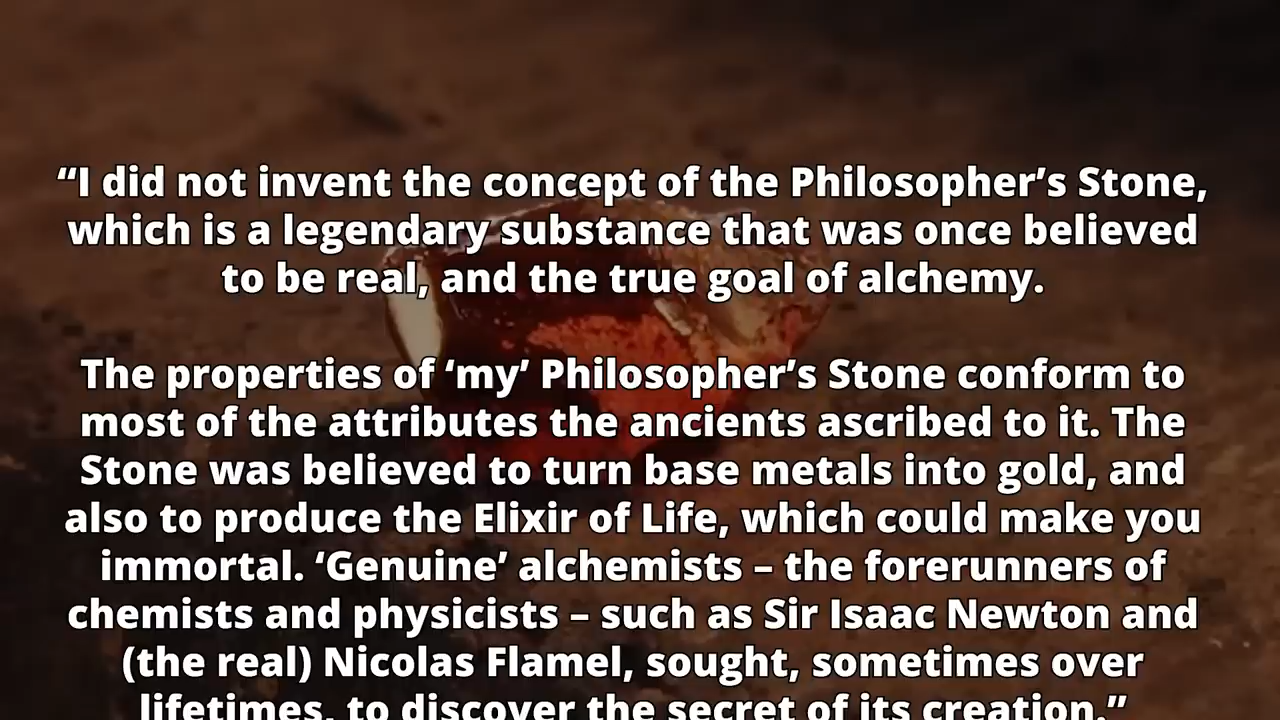 “I did not invent the concept of the Philosopher’s Stone,
which is a legendary substance that was once believed
to be real, and the true goal of alchemy.
The properties of ‘my’ Philosopher’s Stone conform to
most of the attributes the ancients ascribed to it. The
Stone was believed to turn base metals into gold, and
also to produce the Elixir of Life, which could make you
immortal. ‘Genuine’ alchemists – the forerunners of
chemists and physicists – such as Sir Isaac Newton and
(the real) Nicolas Flamel, sought, sometimes over
lifetimes, to discover the secret of its creation.”